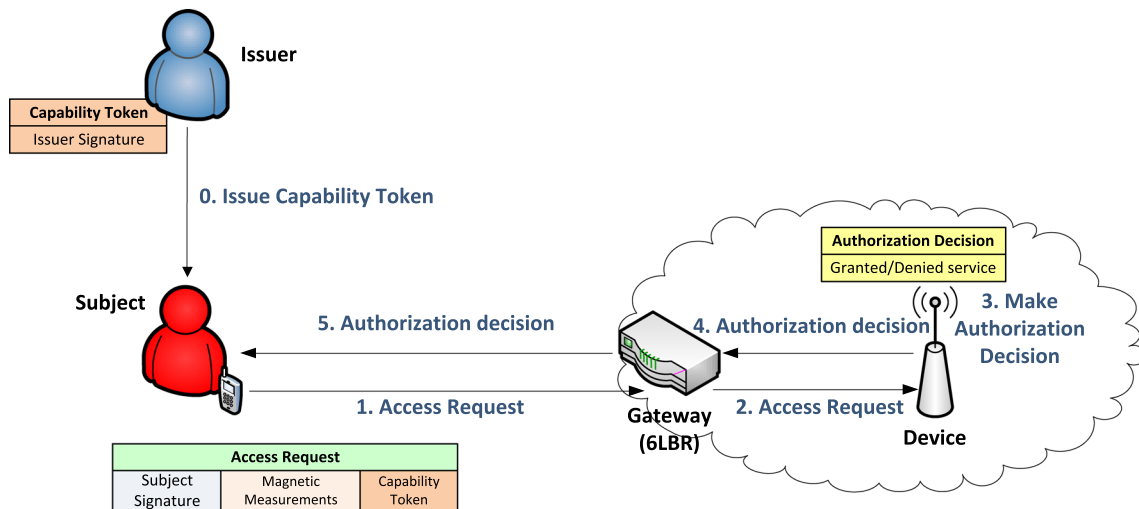 Issuer
Capability Token
Issuer Signature
0. Issue Capability Token
Authorization Decision
Granted/Denied service
Subject
5. Authorization decision
4. Authorization decision
3. Make
Authorization
Decision
1. Access Request
Gateway
(6LBR)
2. Access Request
Device
Access Request
Subject
Signature
Magnetic
Measurements
Capability
Token